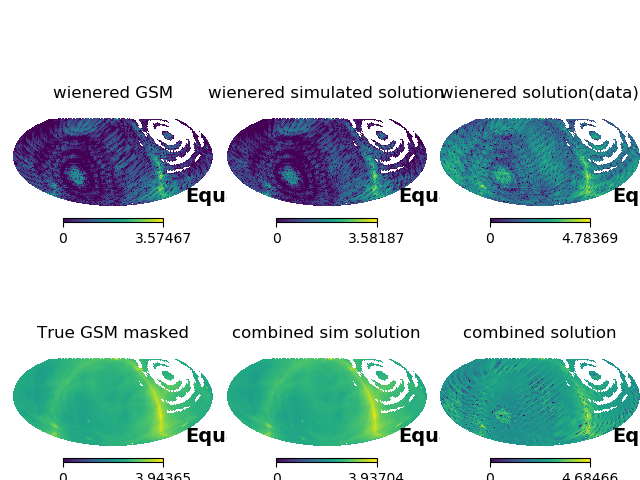 wienered GSM
wienered simulated solution
wienered solution(data)
Equ
Equ
Eq
0
3.57467
0
3.58187
0
4.78369
True GSM masked
combined sim solution
combined solution
Equ
Equ
Eq
0
3.94365
0
3.93704
0
4.68466